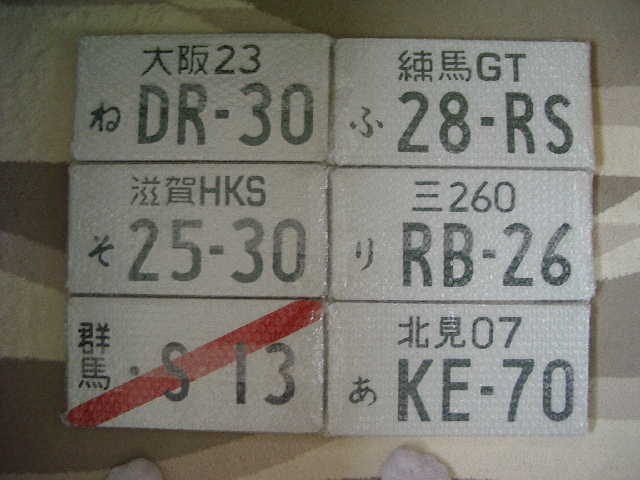 大阪23
ね DR-30
練馬GT
ふ 28-RS
滋賀HKS
そ 25-30
三260
り RB-26
群馬 ・S 13
北見07
あ KE-70